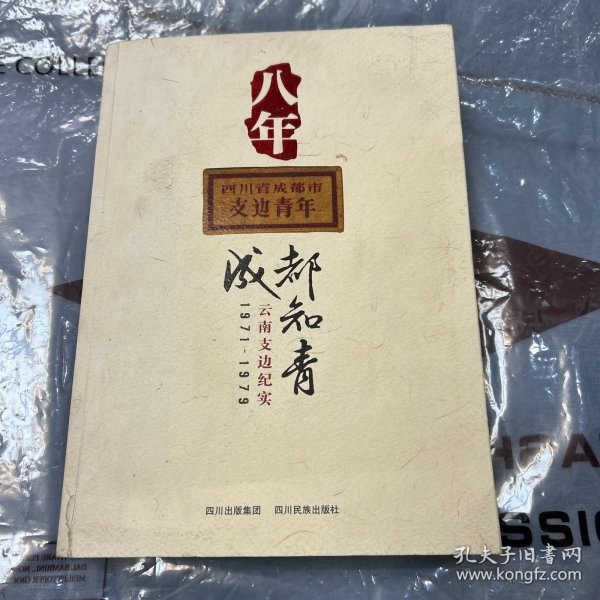 八年
四川省成都市
支边青年
成都知青
云南支边纪实
1971-1979
四川出版集团 四川民族出版社
E COLLE
SSIO
孔夫子旧书网
www.kongfz.com